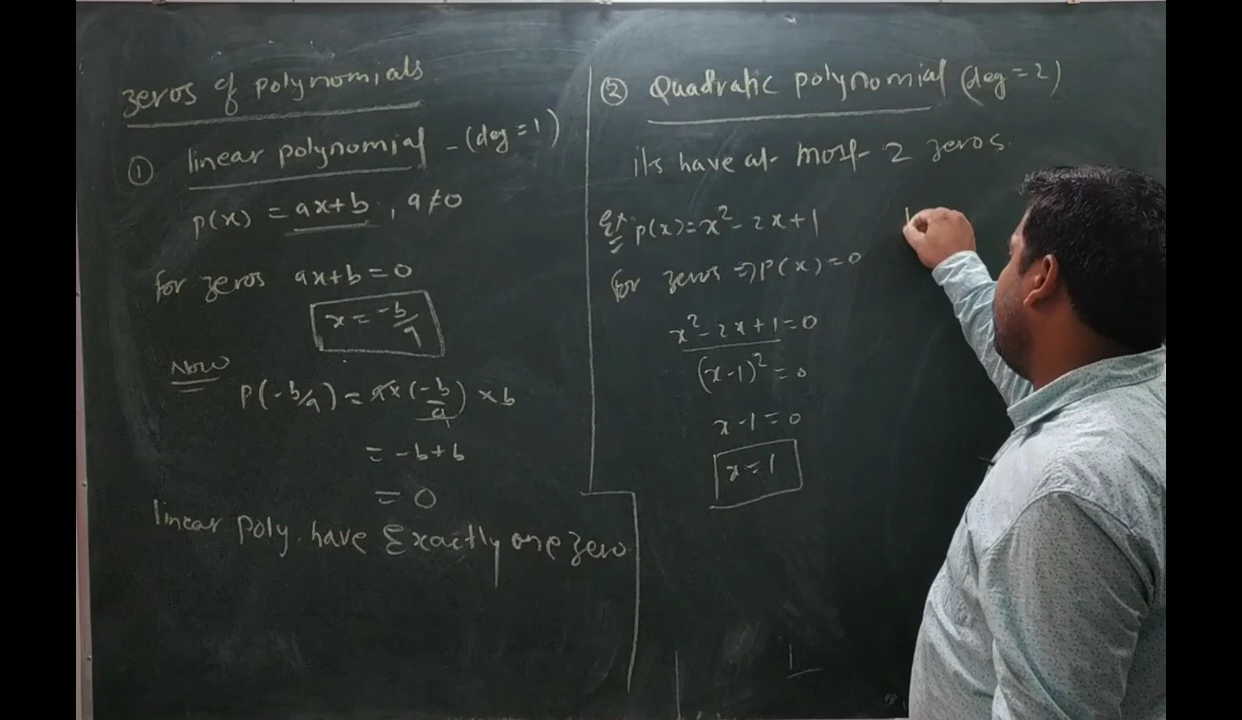 zeros of polynomials
① linear polynomial - (deg = 1)
p(x) = ax+b , a≠0
for zeros ax+b = 0
x = -b/a
Now
P(-b/a) = a×(-b/a) × b
= -b+b
= 0
linear poly. have Exactly one zero
② Quadratic polynomial (deg = 2)
its have at most 2 zeros.
Ex p(x) = x² - 2x + 1
for zeros ⇒ P(x) = 0
x² - 2x + 1 = 0
(x-1)² = 0
x - 1 = 0
x = 1